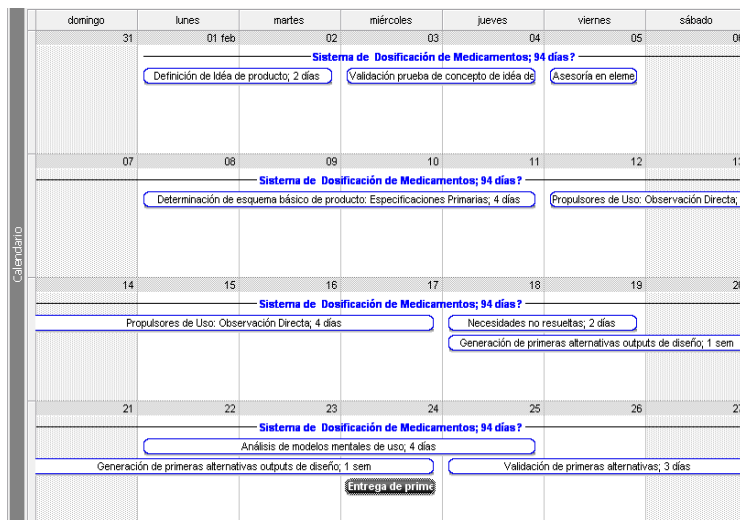 domingo lunes martes miércoles jueves viernes sábado
31 01 feb 02 03 04 05 06
Sistema de Dosificación de Medicamentos; 94 días?
Definición de Idéa de producto; 2 días Validación prueba de concepto de idéa de Asesoría en eleme
07 08 09 10 11 12 13
Sistema de Dosificación de Medicamentos; 94 días?
Determinación de esquema básico de producto: Especificaciones Primarias; 4 días Propulsores de Uso: Observación Directa;
Calendario
14 15 16 17 18 19 20
Sistema de Dosificación de Medicamentos; 94 días?
Propulsores de Uso: Observación Directa; 4 días Necesidades no resueltas; 2 días
Generación de primeras alternativas outputs de diseño; 1 sem
21 22 23 24 25 26 27
Sistema de Dosificación de Medicamentos; 94 días?
Análisis de modelos mentales de uso; 4 días
Generación de primeras alternativas outputs de diseño; 1 sem Validación de primeras alternativas; 3 días
Entrega de prime